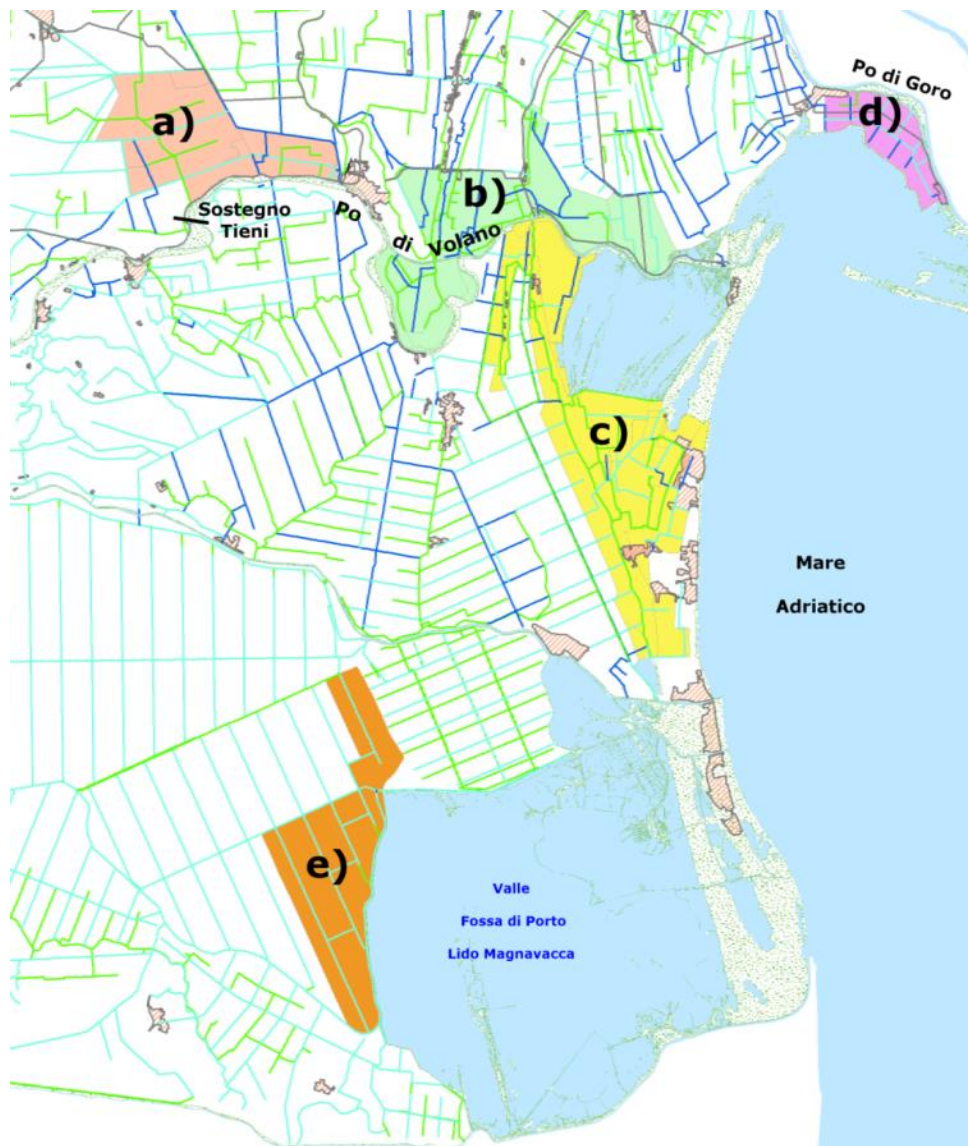 Po di Goro
a)
d)
Sostegno
Tieni
b)
Po
di Volano
c)
Mare
Adriatico
e)
Valle
Fossa di Porto
Lido Magnavacca